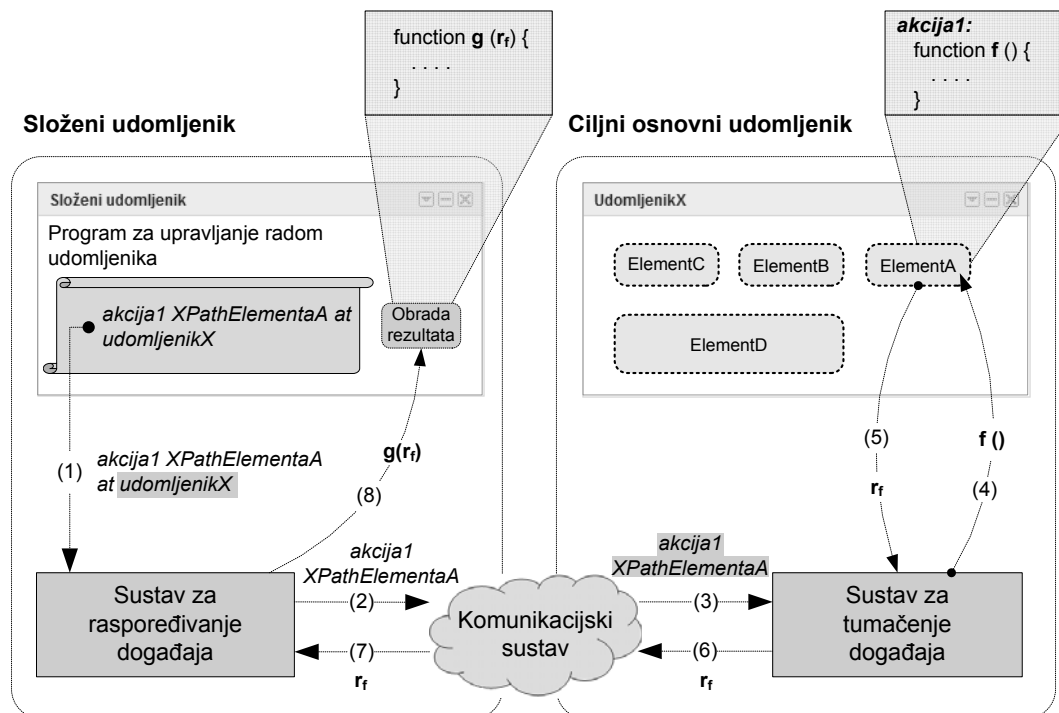 function g (rf) {
. . . .
}
akcija1:
function f () {
. . . .
}
Složeni udomljenik
Ciljni osnovni udomljenik
Složeni udomljenik
Program za upravljanje radom
udomljenika
akcija1 XPathElementaA at
udomljenikX
Obrada
rezultata
UdomljenikX
ElementC
ElementB
ElementA
ElementD
(1)
akcija1 XPathElementaA
at udomljenikX
g(rf)
(8)
(5)
rf
f ()
(4)
akcija1
XPathElementaA
(2)
akcija1
XPathElementaA
(3)
Sustav za
raspoređivanje
događaja
Komunikacijski
sustav
Sustav za
tumačenje
događaja
(7)
rf
(6)
rf